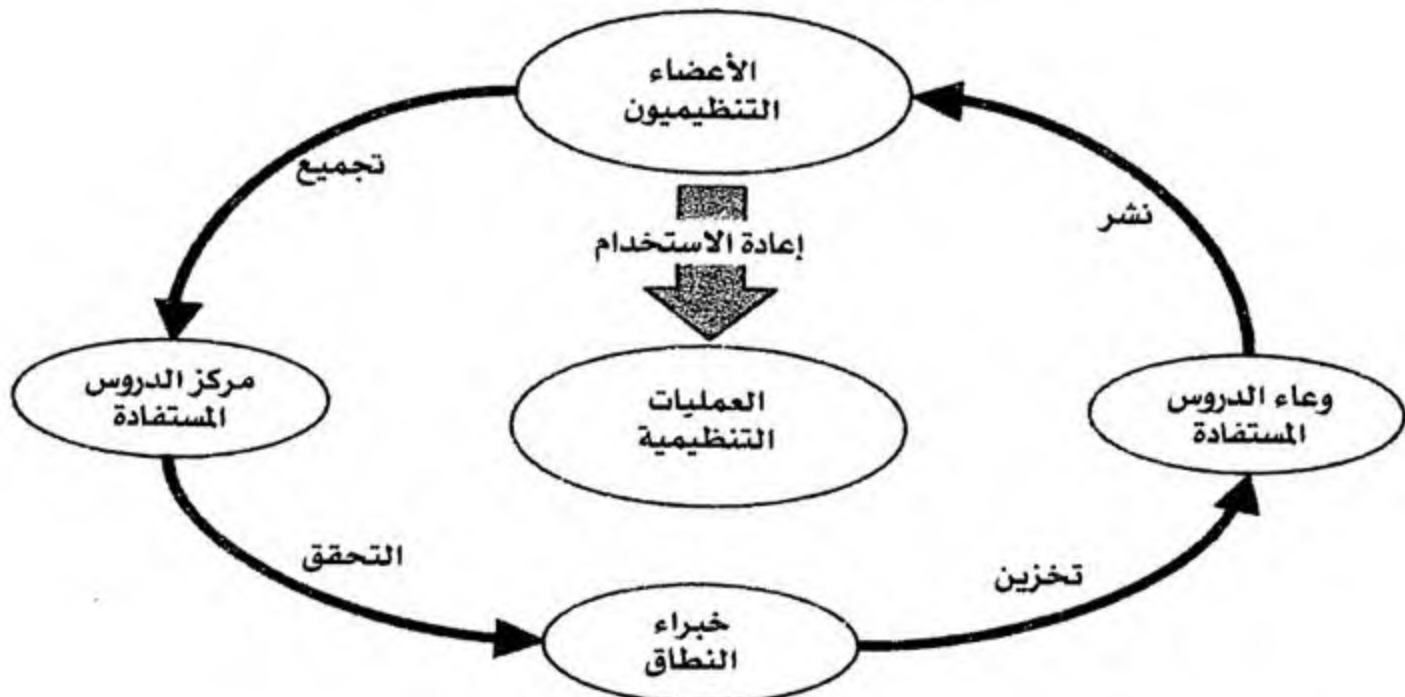 الأعضاء
التنظيميون
تجميع
نشر
إعادة الاستخدام
مركز الدروس
المستفادة
العمليات
التنظيمية
وعاء الدروس
المستفادة
التحقق
تخزين
خبراء
النطاق